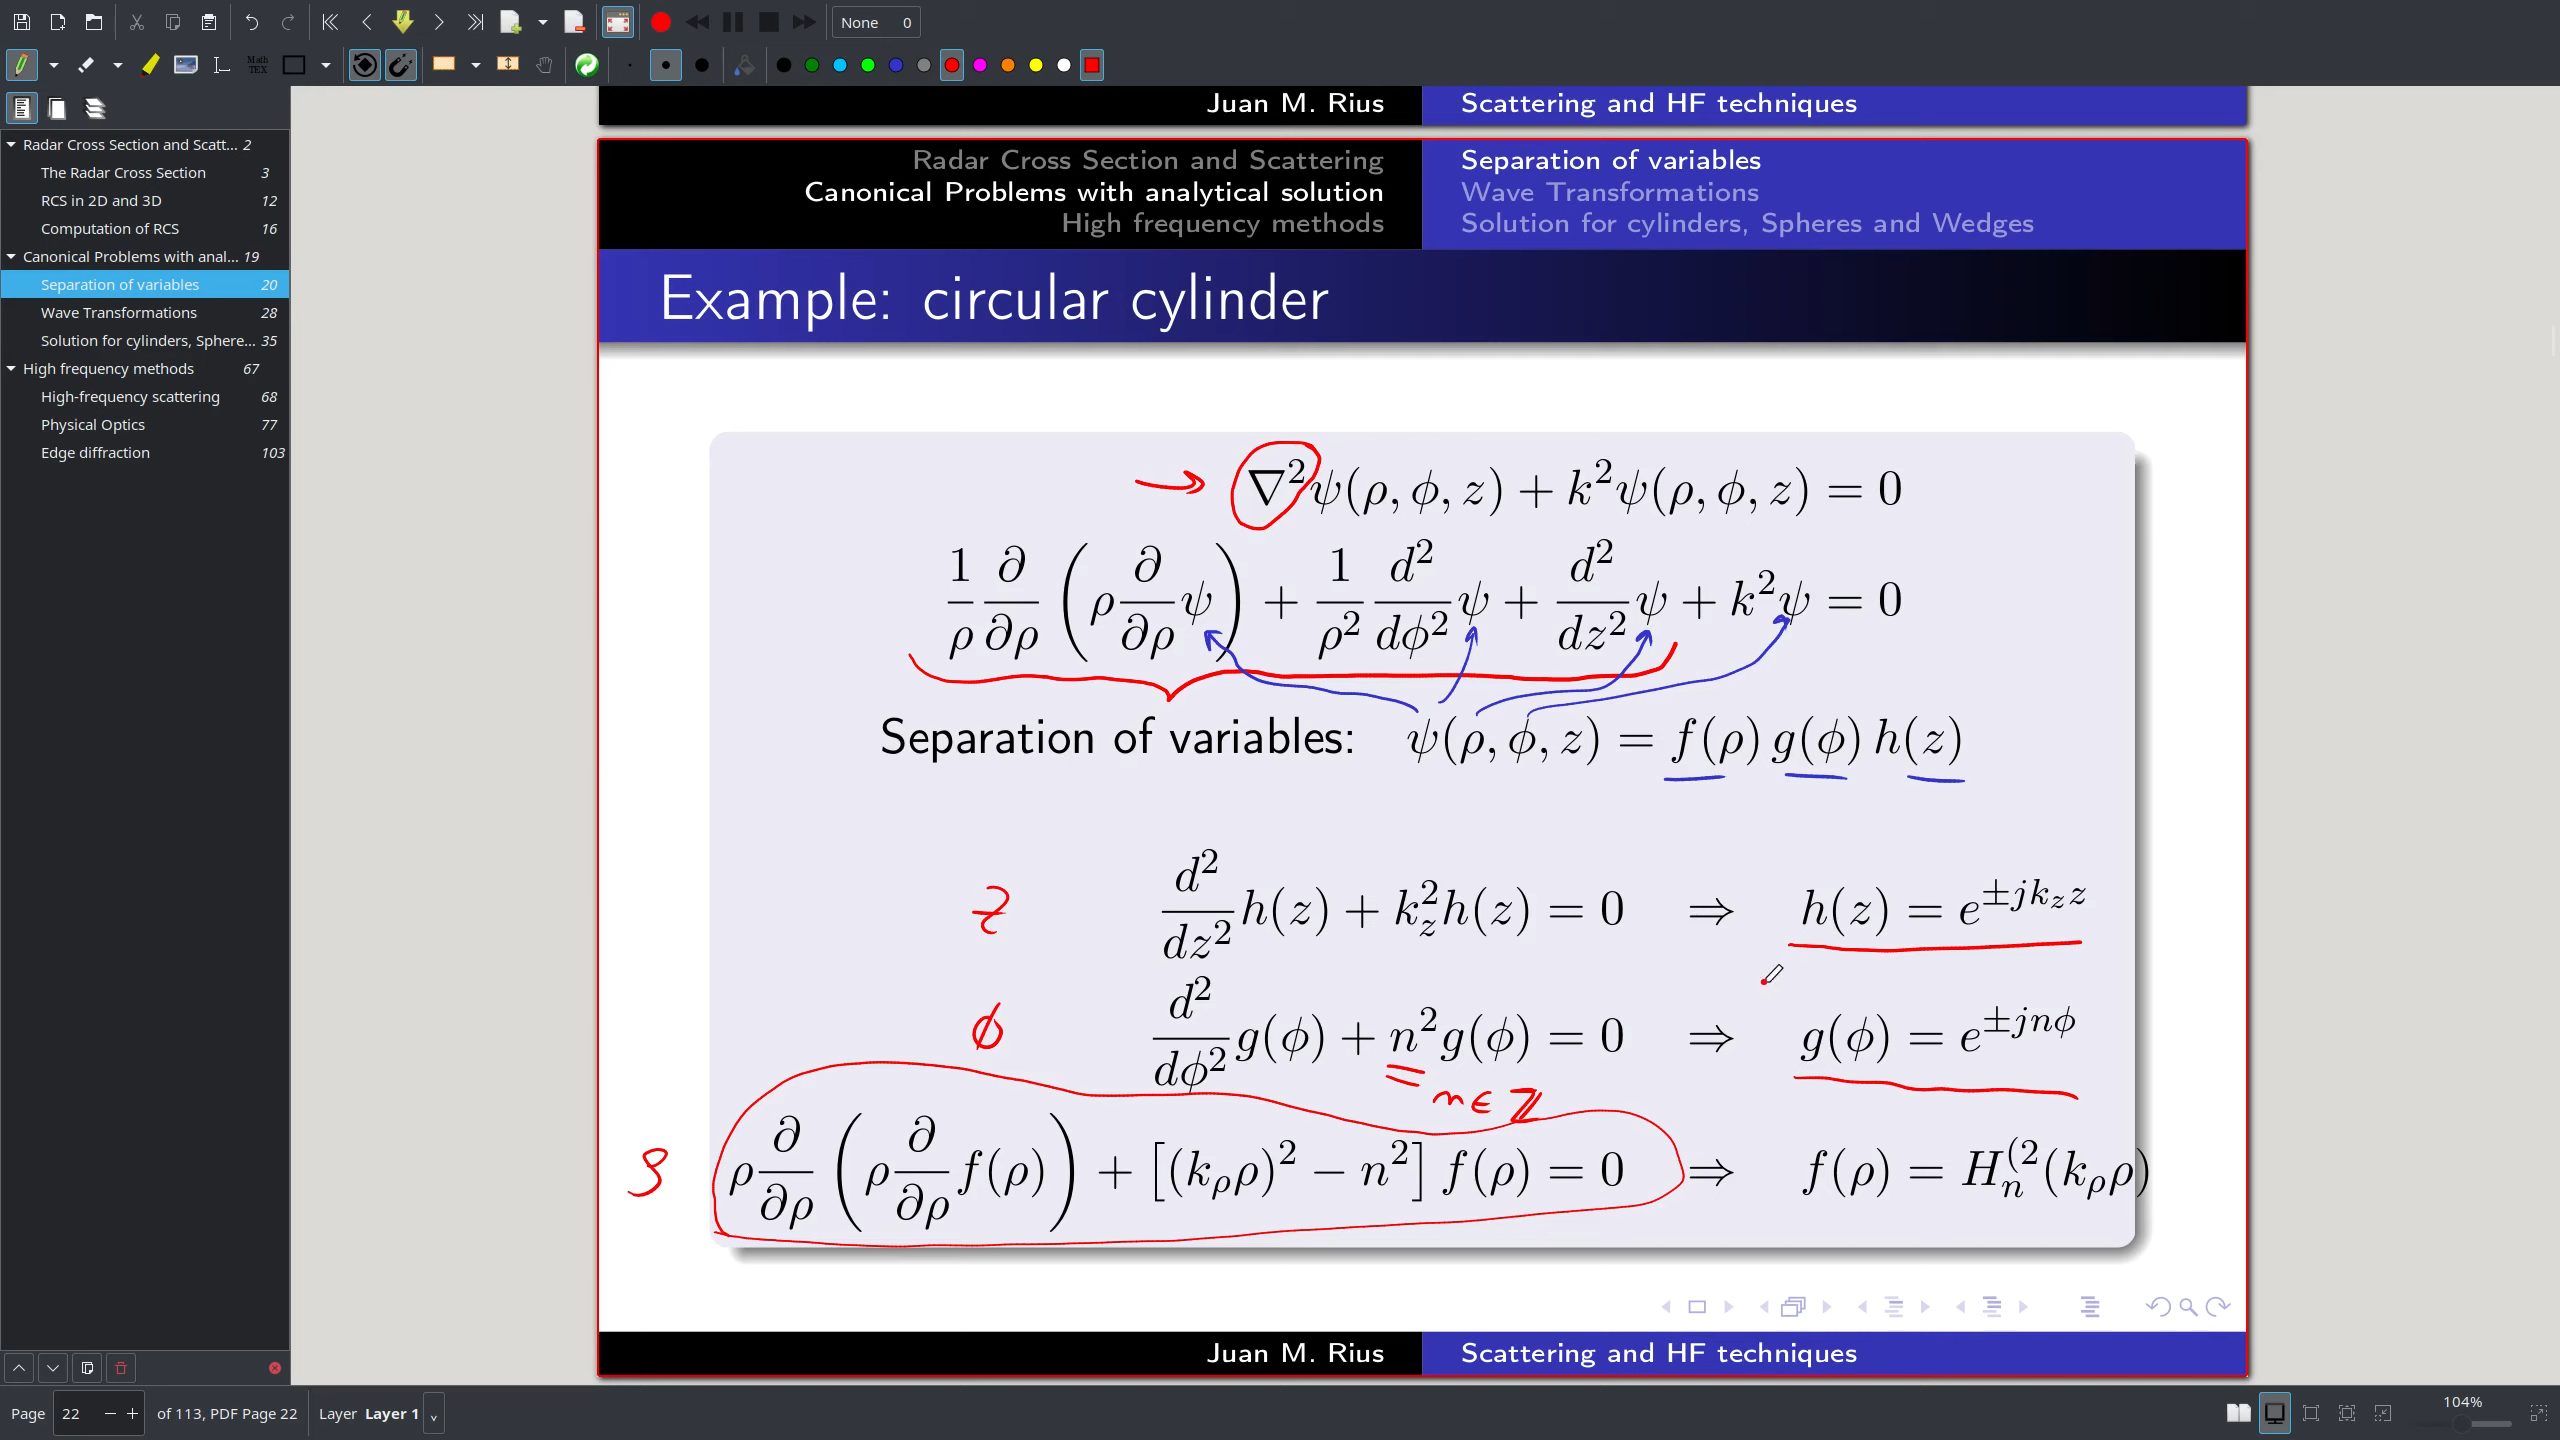 None 0
Math
TEX
Radar Cross Section and Scatt... 2
The Radar Cross Section 3
RCS in 2D and 3D 12
Computation of RCS 16
Canonical Problems with anal... 19
Separation of variables 20
Wave Transformations 28
Solution for cylinders, Sphere... 35
High frequency methods 67
High-frequency scattering 68
Physical Optics 77
Edge diffraction 103
Juan M. Rius Scattering and HF techniques
Radar Cross Section and Scattering Separation of variables
Canonical Problems with analytical solution Wave Transformations
High frequency methods Solution for cylinders, Spheres and Wedges
Example: circular cylinder
→ ∇²ψ(ρ, ϕ, z) + k²ψ(ρ, ϕ, z) = 0
1/ρ ∂/∂ρ (ρ ∂/∂ρ ψ) + 1/ρ² d²/dϕ² ψ + d²/dz² ψ + k²ψ = 0
Separation of variables: ψ(ρ, ϕ, z) = f(ρ) g(ϕ) h(z)
z d²/dz² h(z) + k_z² h(z) = 0 ⇒ h(z) = e^{±jk_z z}
ϕ d²/dϕ² g(ϕ) + n² g(ϕ) = 0 ⇒ g(ϕ) = e^{±jnϕ}
n ∈ ℤ
ρ ρ ∂/∂ρ (ρ ∂/∂ρ f(ρ)) + [(k_ρ ρ)² − n²] f(ρ) = 0 ⇒ f(ρ) = H_n^{(2}(k_ρ ρ)
Juan M. Rius Scattering and HF techniques
Page 22 − + of 113, PDF Page 22 Layer Layer 1 104%